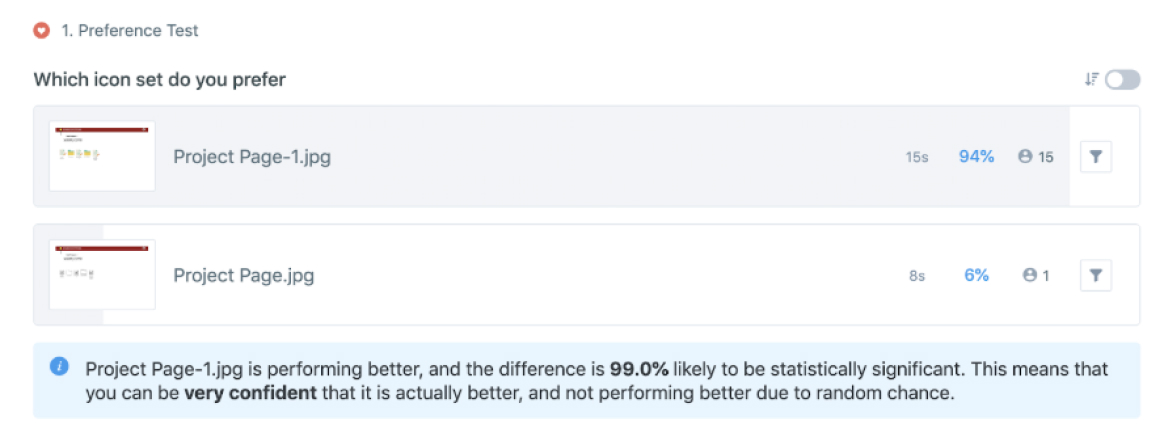 1. Preference Test
Which icon set do you prefer
Project Page-1.jpg 15s 94% 15
Project Page.jpg 8s 6% 1
Project Page-1.jpg is performing better, and the difference is 99.0% likely to be statistically significant. This means that
you can be very confident that it is actually better, and not performing better due to random chance.